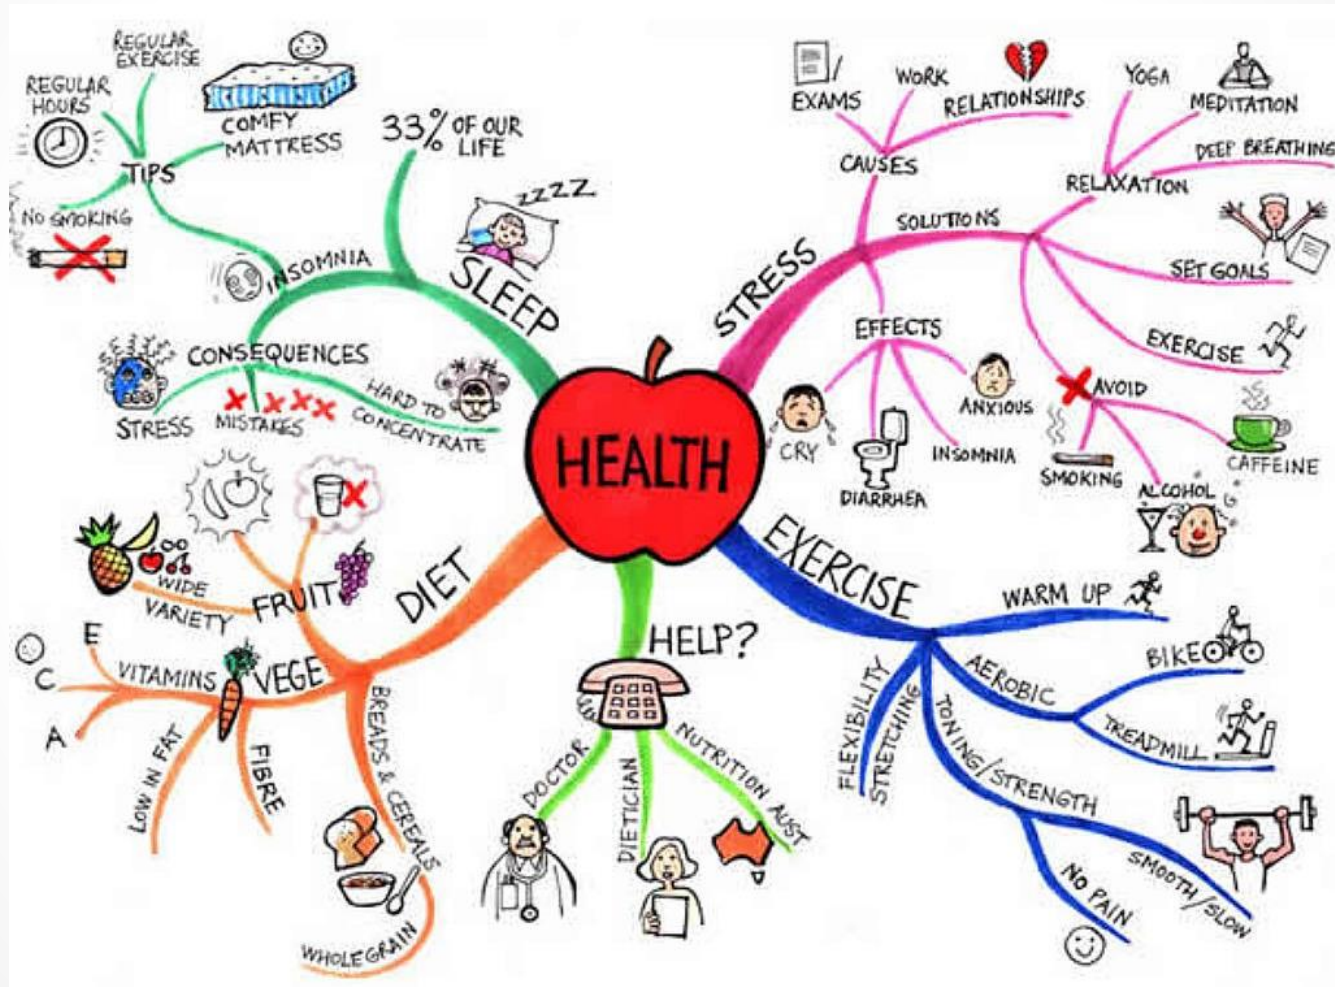 HEALTH
SLEEP
33% OF OUR
LIFE
ZZZZ
INSOMNIA
TIPS
REGULAR
HOURS
REGULAR
EXERCISE
COMFY
MATTRESS
NO SMOKING
CONSEQUENCES
STRESS
MISTAKES
HARD TO
CONCENTRATE
STRESS
CAUSES
EXAMS
WORK
RELATIONSHIPS
SOLUTIONS
RELAXATION
YOGA
MEDITATION
DEEP BREATHING
SET GOALS
EXERCISE
AVOID
SMOKING
ALCOHOL
CAFFEINE
EFFECTS
CRY
DIARRHEA
INSOMNIA
ANXIOUS
EXERCISE
WARM UP
AEROBIC
BIKE
TREADMILL
TONING/STRENGTH
SMOOTH/SLOW
NO PAIN
FLEXIBILITY
STRETCHING
HELP?
DOCTOR
DIETICIAN
NUTRITION AUST
DIET
FRUIT
WIDE
VARIETY
VEGE
VITAMINS
E
C
A
LOW IN FAT
FIBRE
BREADS & CEREALS
WHOLEGRAIN